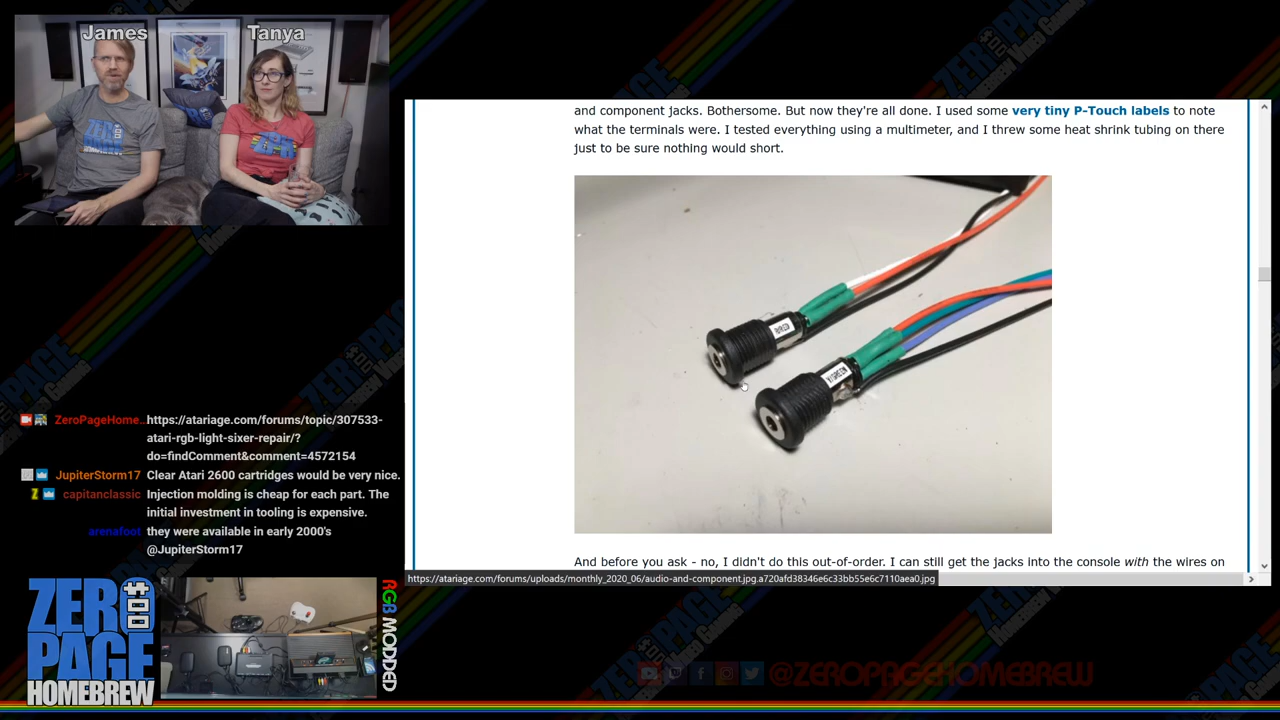 James
Tanya
and component jacks. Bothersome. But now they're all done. I used some very tiny P-Touch labels to note
what the terminals were. I tested everything using a multimeter, and I threw some heat shrink tubing on there
just to be sure nothing would short.
And before you ask - no, I didn't do this out-of-order. I can still get the jacks into the console with the wires on
https://atariage.com/forums/uploads/monthly_2020_06/audio-and-component.jpg.a720afd38346e6c33bb55e6c7110aea0.jpg
ZeroPageHome.. https://atariage.com/forums/topic/307533-
atari-rgb-light-sixer-repair/?
do=findComment&comment=4572154
JupiterStorm17 Clear Atari 2600 cartridges would be very nice.
capitanclassic Injection molding is cheap for each part. The
initial investment in tooling is expensive.
arenafoot they were available in early 2000's
@JupiterStorm17
ZERO
PAGE
HOMEBREW
RGB MODDED
@ZEROPAGEHOMEBREW